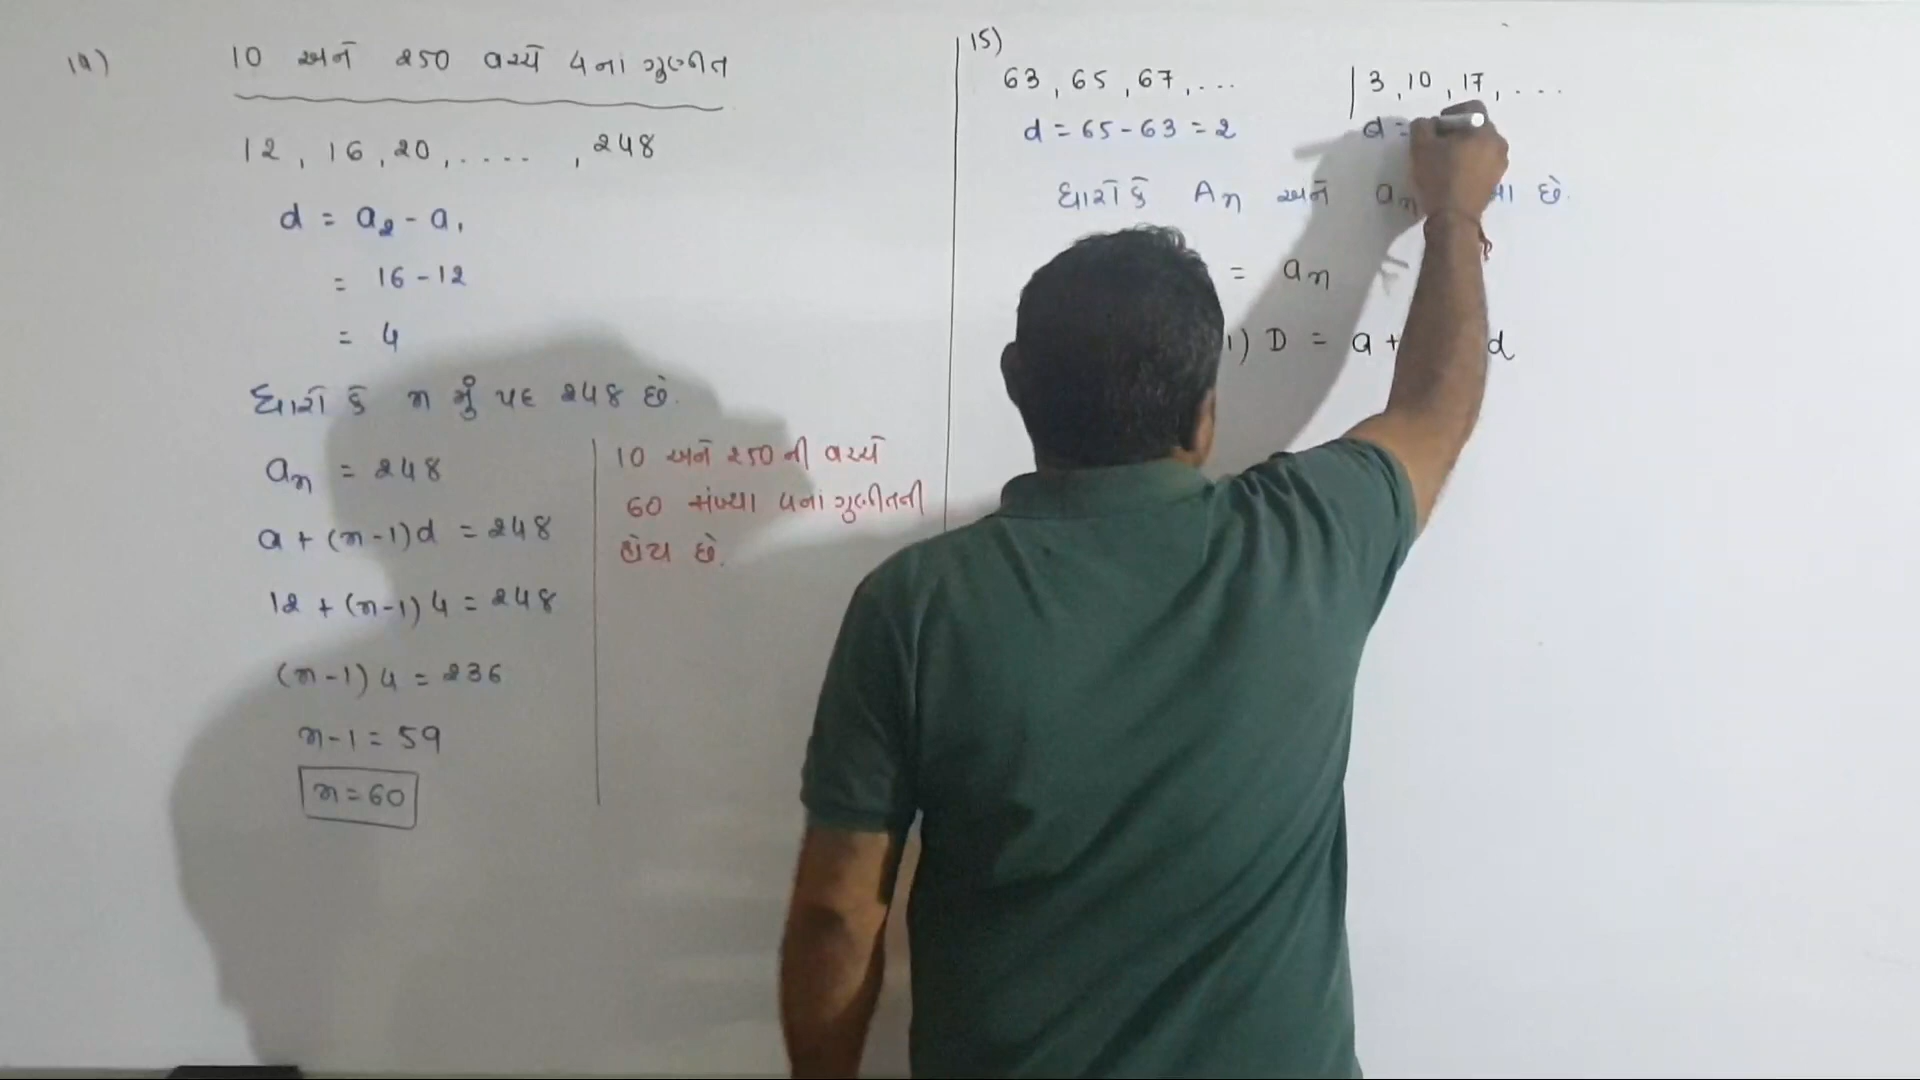 14) 10 અને 250 વચ્ચે 4નાં ગુણીત
12, 16, 20, ...., 248
d = a₂ - a₁
= 16 - 12
= 4
ધારો કે n નું પદ 248 છે.
aₙ = 248
a + (n-1)d = 248
12 + (n-1)4 = 248
(n-1)4 = 236
n-1 = 59
n = 60
10 અને 250ની વચ્ચે
60 સંખ્યા 4નાં ગુણીતની
હોય છે.
15)
63, 65, 67, ...
d = 65 - 63 = 2
3, 10, 17, ...
d =
ધારો કે Aₙ અને aₙ છે.
= aₙ
1) D = a + d